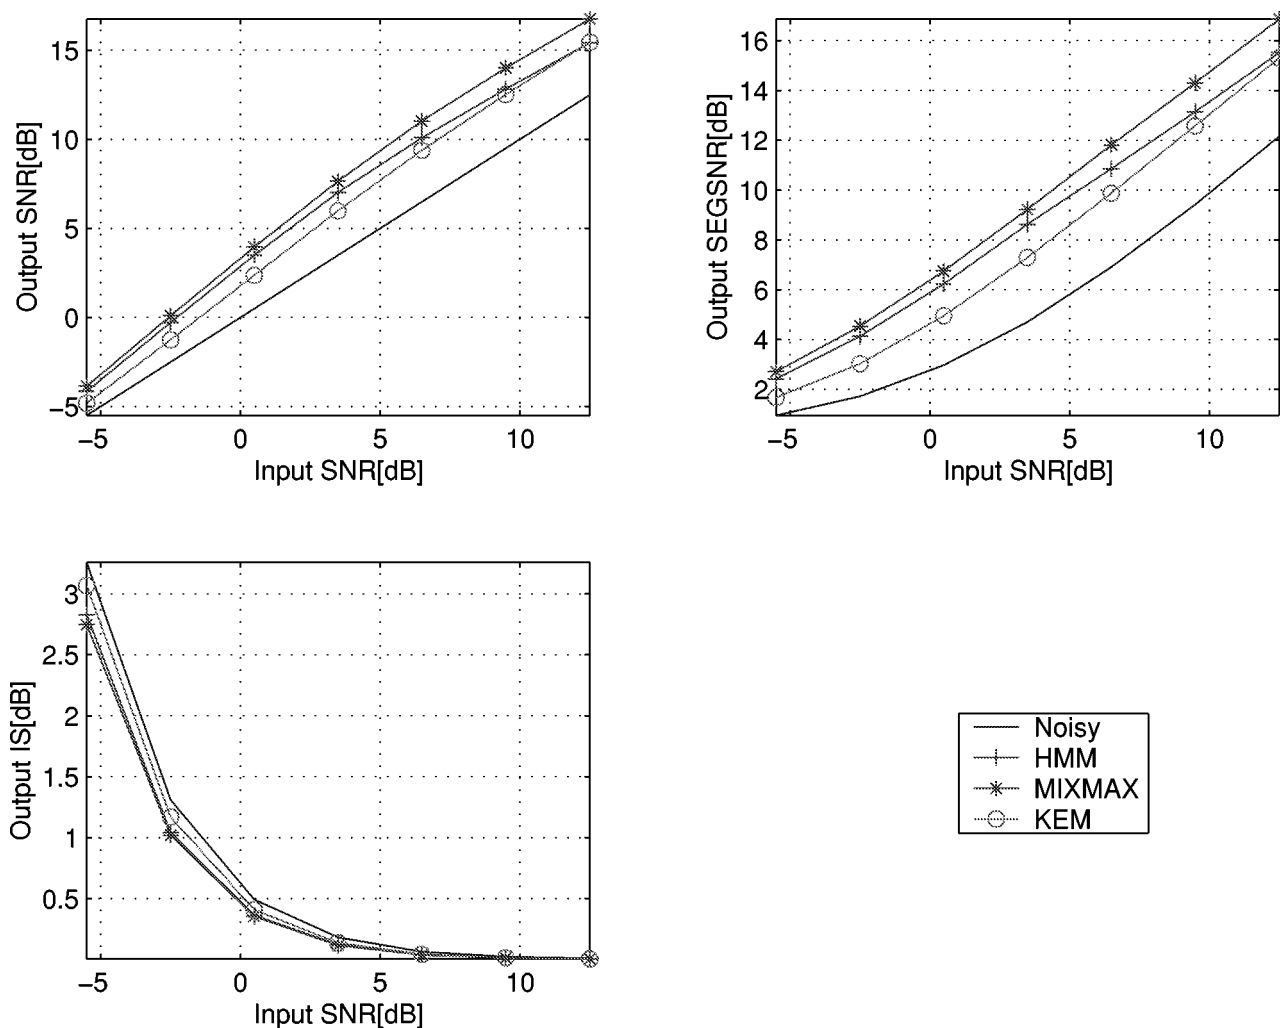 15
10
5
0
−5
Output SNR[dB]
−5 0 5 10
Input SNR[dB]
16
14
12
10
8
6
4
2
Output SEGSNR[dB]
−5 0 5 10
Input SNR[dB]
3
2.5
2
1.5
1
0.5
Output IS[dB]
−5 0 5 10
Input SNR[dB]
Noisy
HMM
MIXMAX
KEM